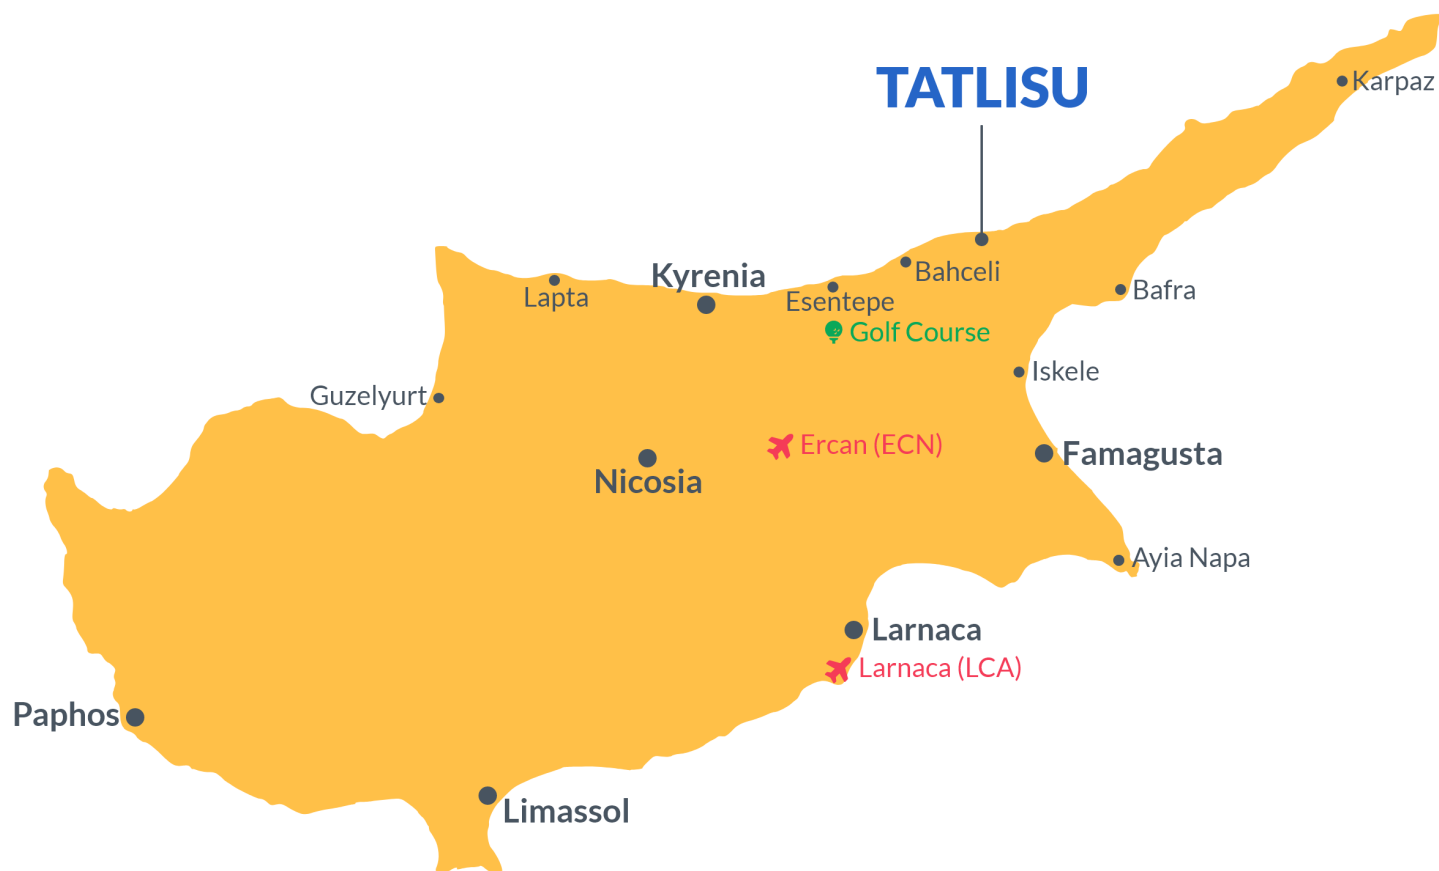 TATLISU
Karpaz
Kyrenia
Bahceli
Lapta
Esentepe
Bafra
Golf Course
Iskele
Guzelyurt
Ercan (ECN)
Famagusta
Nicosia
Ayia Napa
Larnaca
Larnaca (LCA)
Paphos
Limassol